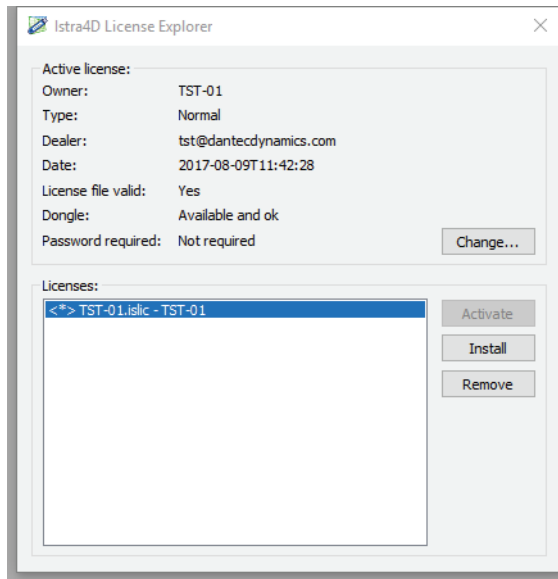 Istra4D License Explorer
Active license:
Owner: TST-01
Type: Normal
Dealer: tst@dantecdynamics.com
Date: 2017-08-09T11:42:28
License file valid: Yes
Dongle: Available and ok
Password required: Not required
Change...
Licenses:
<*> TST-01.islic - TST-01
Activate
Install
Remove